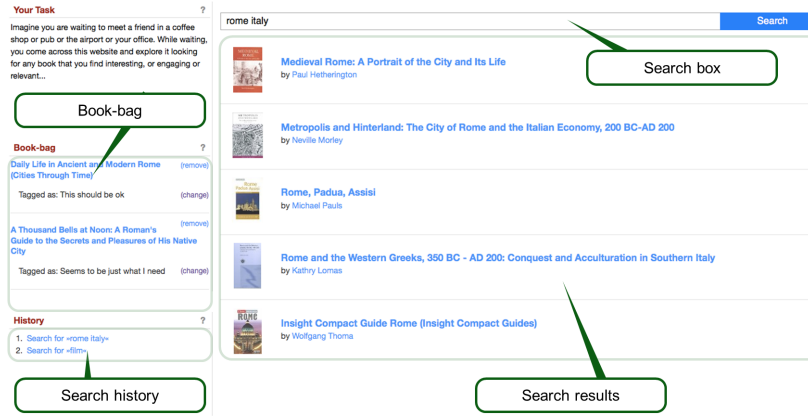 Your Task ?
Imagine you are waiting to meet a friend in a coffee
shop or pub or the airport or your office. While waiting,
you come across this website and explore it looking
for any book that you find interesting, or engaging or
relevant...
Book-bag
Book-bag ?
Daily Life in Ancient and Modern Rome (remove)
(Cities Through Time)
Tagged as: This should be ok (change)
(remove)
A Thousand Bells at Noon: A Roman's
Guide to the Secrets and Pleasures of His Native
City
Tagged as: Seems to be just what I need (change)
History ?
1. Search for »rome italy«
2. Search for »film«
Search history
rome italy Search
Search box
Medieval Rome: A Portrait of the City and Its Life
by Paul Hetherington
Metropolis and Hinterland: The City of Rome and the Italian Economy, 200 BC-AD 200
by Neville Morley
Rome, Padua, Assisi
by Michael Pauls
Rome and the Western Greeks, 350 BC - AD 200: Conquest and Acculturation in Southern Italy
by Kathry Lomas
ROME
Insight Compact Guide Rome (Insight Compact Guides)
by Wolfgang Thoma
Search results